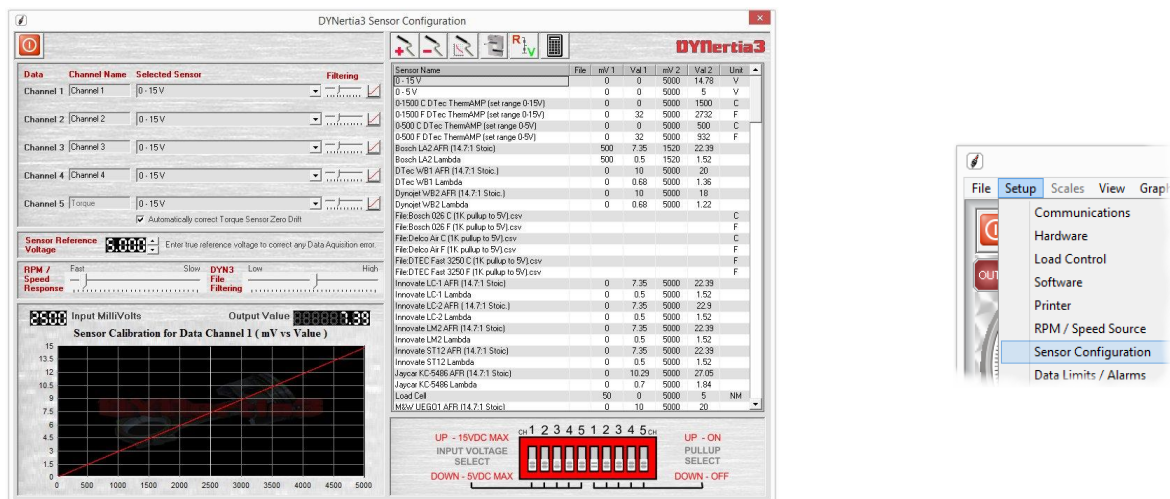 DYNertia3 Sensor Configuration
DYNertia3
Data Channel Name Selected Sensor Filtering
Channel 1 Channel 1 0 - 15 V
Channel 2 Channel 2 0 - 15 V
Channel 3 Channel 3 0 - 15 V
Channel 4 Channel 4 0 - 15 V
Channel 5 Torque 0 - 15 V
Automatically correct Torque Sensor Zero Drift
Sensor Reference Voltage 5.000 Enter true reference voltage to correct any Data Aquisition error.
RPM / Speed Response Fast Slow DYN3 File Filtering Low High
2500 Input MilliVolts Output Value 7.39
Sensor Calibration for Data Channel 1 ( mV vs Value )
15
13.5
12
10.5
9
7.5
6
4.5
3
1.5
0
0 500 1000 1500 2000 2500 3000 3500 4000 4500 5000
Sensor Name File mV 1 Val 1 mV 2 Val 2 Unit
0 - 15 V 0 0 5000 14.78 V
0 - 5 V 0 0 5000 5 V
0-1500 C DTec ThermAMP (set range 0-15V) 0 0 5000 1500 C
0-1500 F DTec ThermAMP (set range 0-15V) 0 32 5000 2732 F
0-500 C DTec ThermAMP (set range 0-5V) 0 0 5000 500 C
0-500 F DTec ThermAMP (set range 0-5V) 0 32 5000 932 F
Bosch LA2 AFR (14.7:1 Stoic) 500 7.35 1520 22.39
Bosch LA2 Lambda 500 0.5 1520 1.52
DTec WB1 AFR (14.7:1 Stoic.) 0 10 5000 20
DTec WB1 Lambda 0 0.68 5000 1.36
Dynojet WB2 AFR (14.7:1 Stoic.) 0 10 5000 18
Dynojet WB2 Lambda 0 0.68 5000 1.22
File:Bosch 026 C (1K pullup to 5V).csv C
File:Bosch 026 F (1K pullup to 5V).csv F
File:Delco Air C (1K pullup to 5V).csv C
File:Delco Air F (1K pullup to 5V).csv F
File:DTEC Fast 3250 C (1K pullup to 5V).csv F
File:DTEC Fast 3250 F (1K pullup to 5V).csv F
Innovate LC-1 AFR (14.7:1 Stoic) 0 7.35 5000 22.39
Innovate LC-1 Lambda 0 0.5 5000 1.52
Innovate LC-2 AFR ( 14.7:1 Stoic.) 0 7.35 5000 22.9
Innovate LC-2 Lambda 0 0.5 5000 1.52
Innovate LM2 AFR (14.7:1 Stoic) 0 7.35 5000 22.39
Innovate LM2 Lambda 0 0.5 5000 1.52
Innovate ST12 AFR (14.7:1 Stoic) 0 7.35 5000 22.39
Innovate ST12 Lambda 0 0.5 5000 1.52
Jaycar KC-5486 AFR (14.7:1 Stoic) 0 10.29 5000 27.05
Jaycar KC-5486 Lambda 0 0.7 5000 1.84
Load Cell 50 0 5000 5 NM
M&W UEGO1 AFR (14.7:1 Stoic) 0 10 5000 20
CH 1 2 3 4 5 1 2 3 4 5 CH
UP - 15VDC MAX
INPUT VOLTAGE
SELECT
DOWN - 5VDC MAX
UP - ON
PULLUP
SELECT
DOWN - OFF
File Setup Scales View Graph
OUT
Communications
Hardware
Load Control
Software
Printer
RPM / Speed Source
Sensor Configuration
Data Limits / Alarms